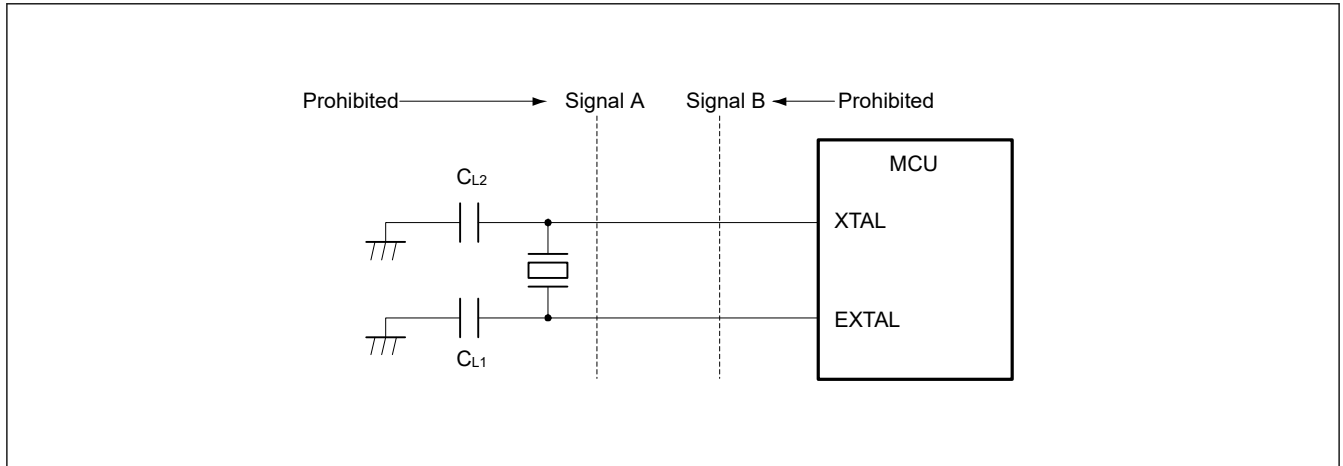 Prohibited Signal A Signal B Prohibited
MCU
CL2
XTAL
EXTAL
CL1